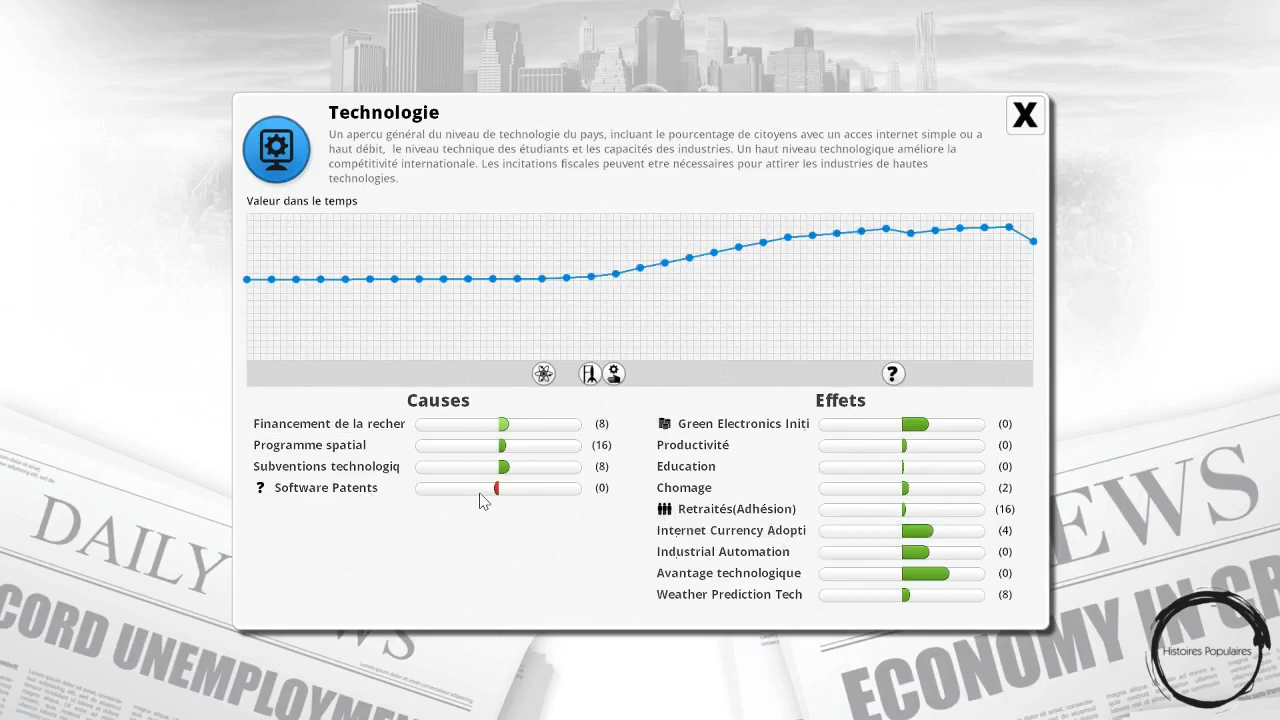 Technologie
X
Un apercu général du niveau de technologie du pays, incluant le pourcentage de citoyens avec un acces internet simple ou a
haut débit, le niveau technique des étudiants et les capacités des industries. Un haut niveau technologique améliore la
compétitivité internationale. Les incitations fiscales peuvent etre nécessaires pour attirer les industries de hautes
technologies.
Valeur dans le temps
?
Causes
Financement de la recher (8)
Programme spatial (16)
Subventions technologiq (8)
? Software Patents (0)
Effets
Green Electronics Initi (0)
Productivité (0)
Education (0)
Chomage (2)
Retraités(Adhésion) (16)
Internet Currency Adopti (4)
Industrial Automation (0)
Avantage technologique (0)
Weather Prediction Tech (8)
DAILY
NEWS
CORD UNEMPLOYME
EWS
ECONOMY IN CR
Histoires Populaires